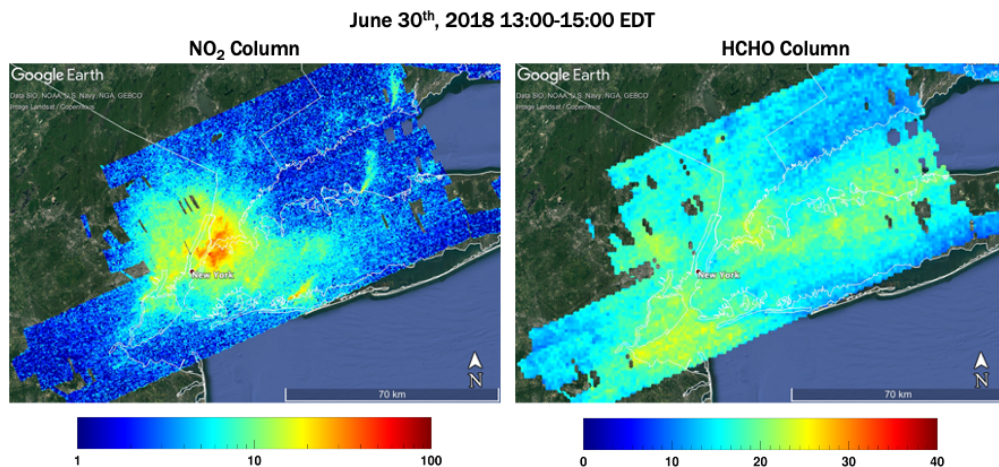 June 30th, 2018 13:00-15:00 EDT
NO₂ Column
HCHO Column
Google Earth
Data SIO, NOAA, U.S. Navy, NGA, GEBCO
Image Landsat / Copernicus
New York
N
70 km
Google Earth
Data SIO, NOAA, U.S. Navy, NGA, GEBCO
Image Landsat / Copernicus
New York
N
70 km
1 10 100
0 10 20 30 40